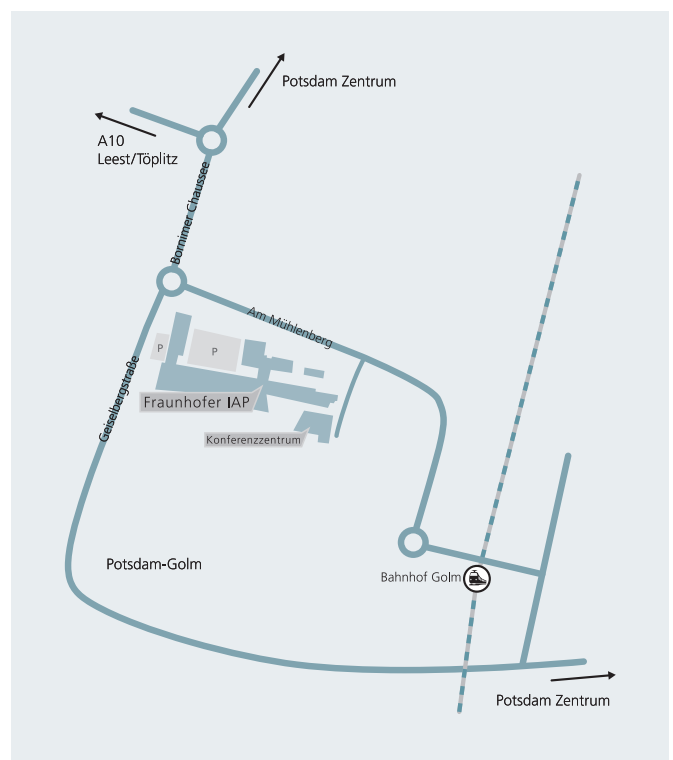 Potsdam Zentrum
A10
Leest/Töplitz
Bornimer Chaussee
Am Mühlenberg
P
P
Geiselbergstraße
Fraunhofer IAP
Konferenzzentrum
Potsdam-Golm
Bahnhof Golm
Potsdam Zentrum